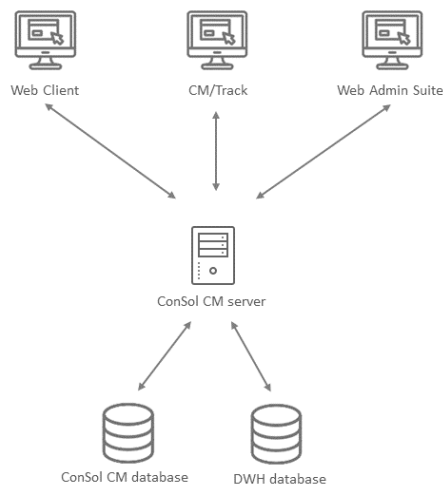 Web Client
CM/Track
Web Admin Suite
ConSol CM server
ConSol CM database
DWH database